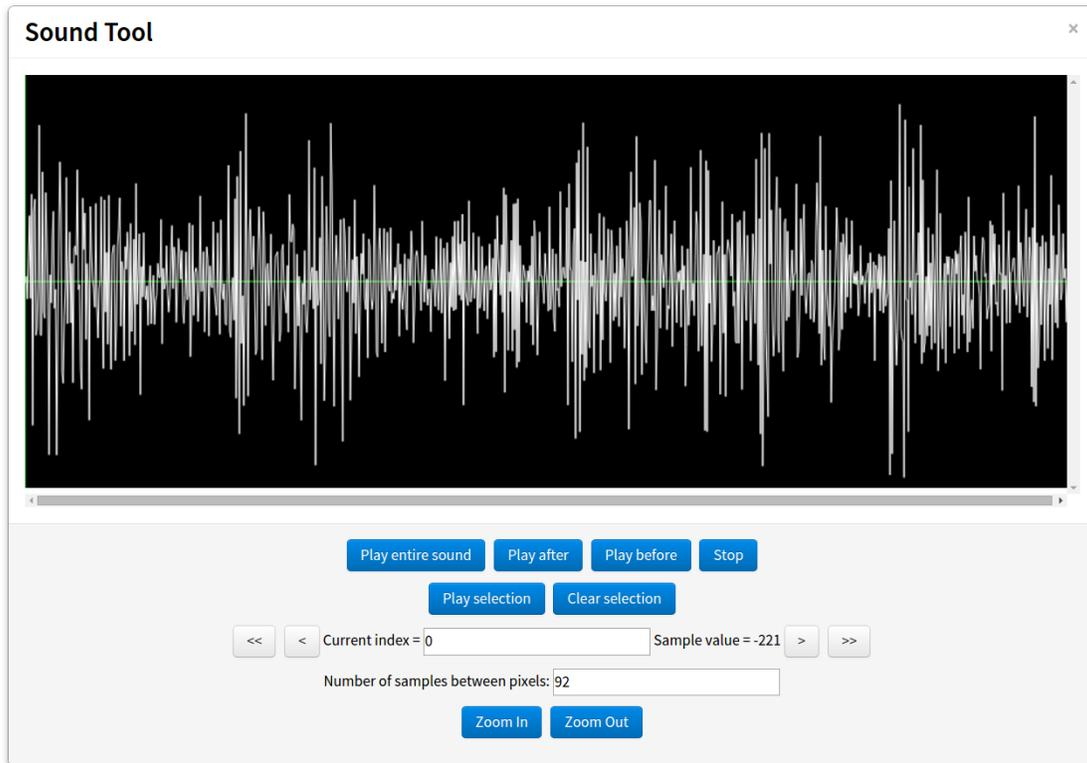 Sound Tool ×
Play entire sound Play after Play before Stop
Play selection Clear selection
<< < Current index = 0 Sample value = -221 > >>
Number of samples between pixels: 92
Zoom In Zoom Out